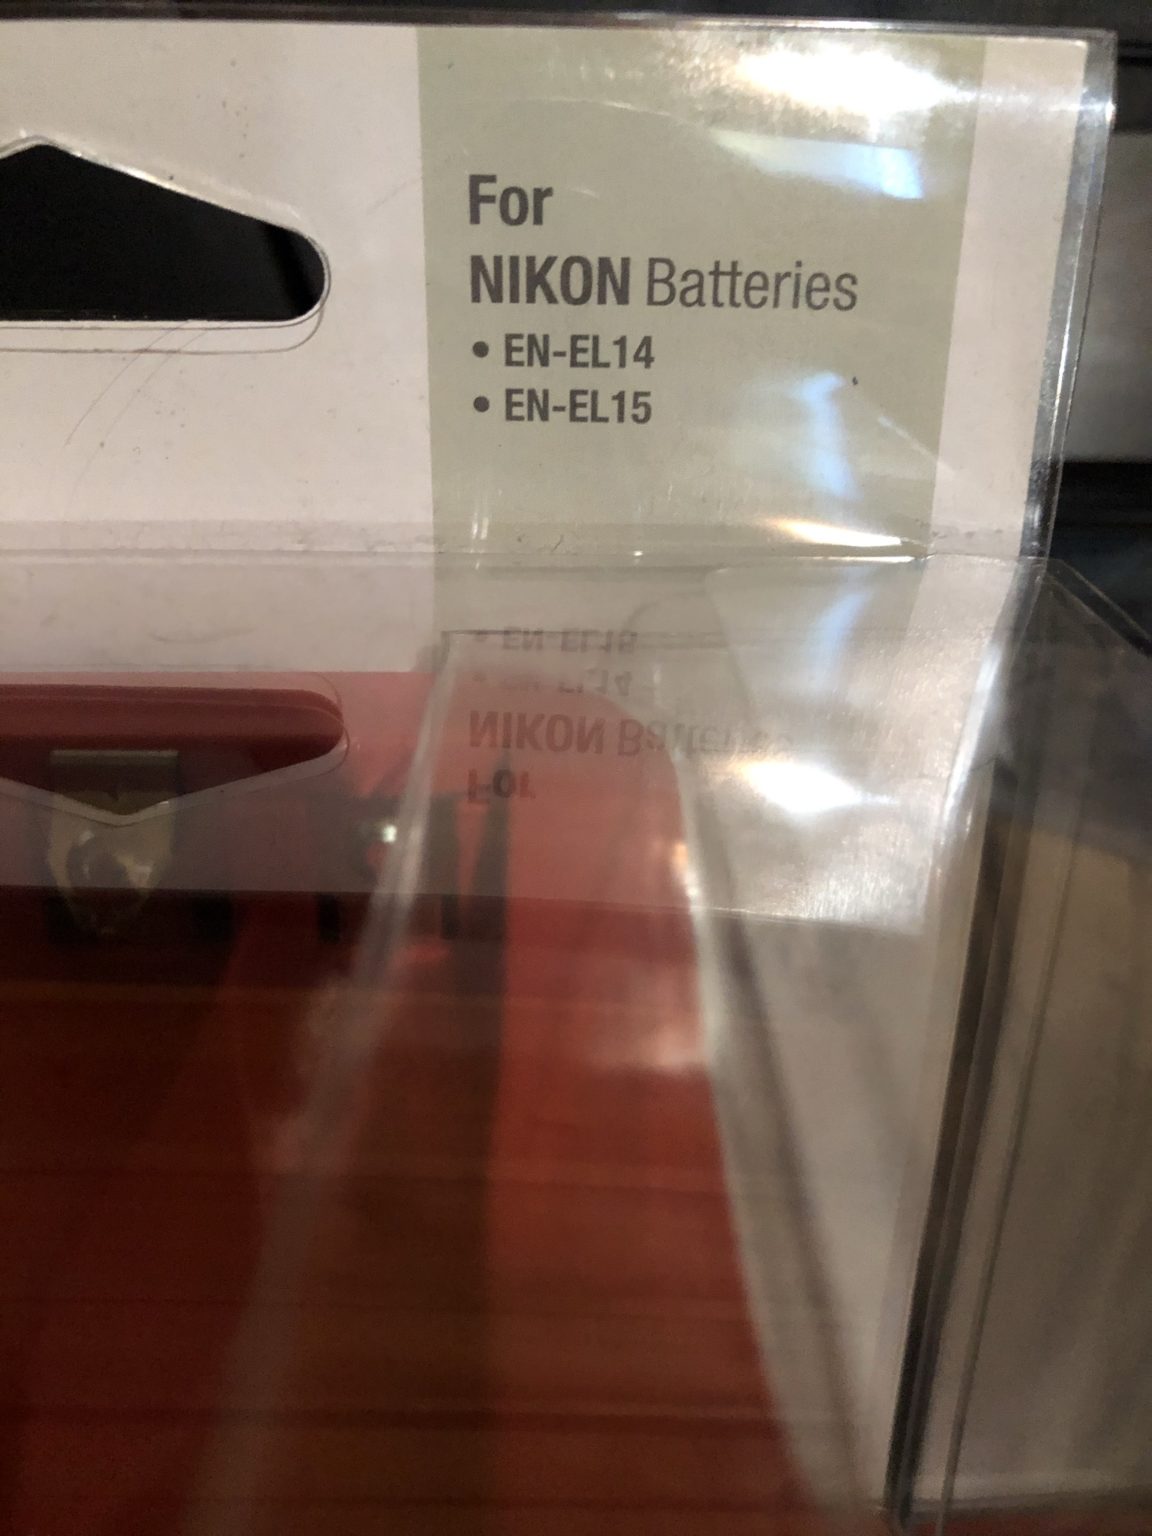 For
NIKON Batteries
• EN-EL14
• EN-EL15